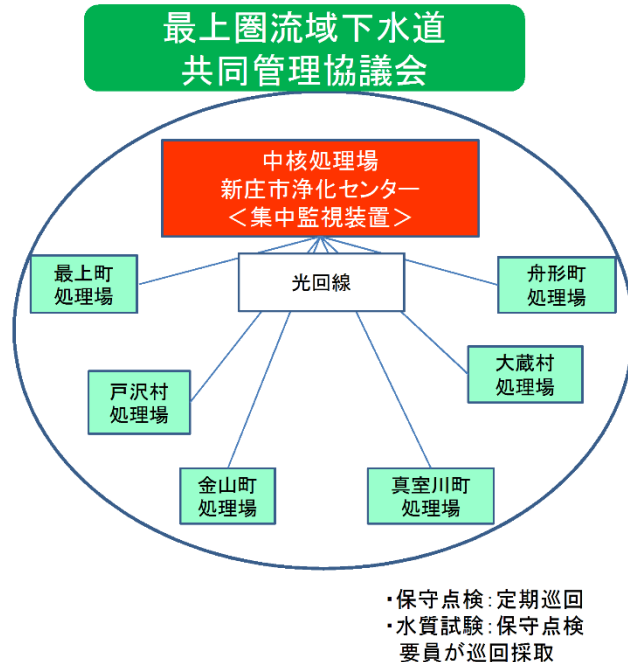 最上圏流域下水道
共同管理協議会
中核処理場
新庄市浄化センター
<集中監視装置>
光回線
最上町
処理場
舟形町
処理場
戸沢村
処理場
大蔵村
処理場
金山町
処理場
真室川町
処理場
・保守点検：定期巡回
・水質試験：保守点検
要員が巡回採取